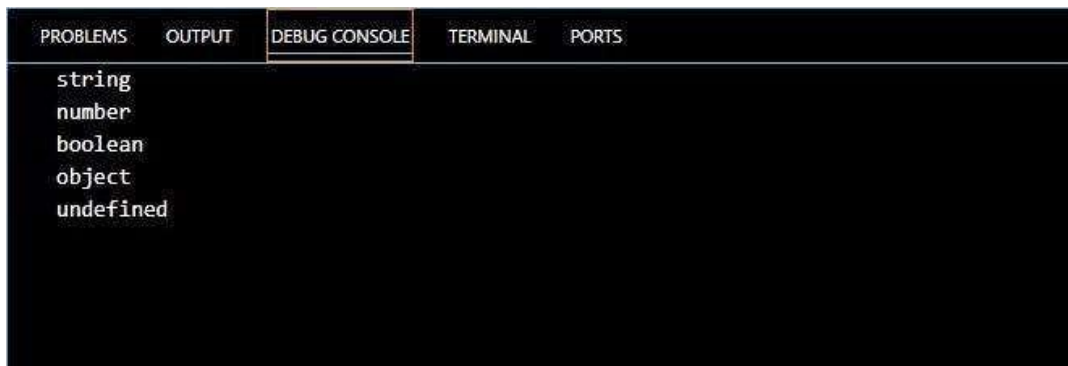 PROBLEMS OUTPUT DEBUG CONSOLE TERMINAL PORTS
string
number
boolean
object
undefined